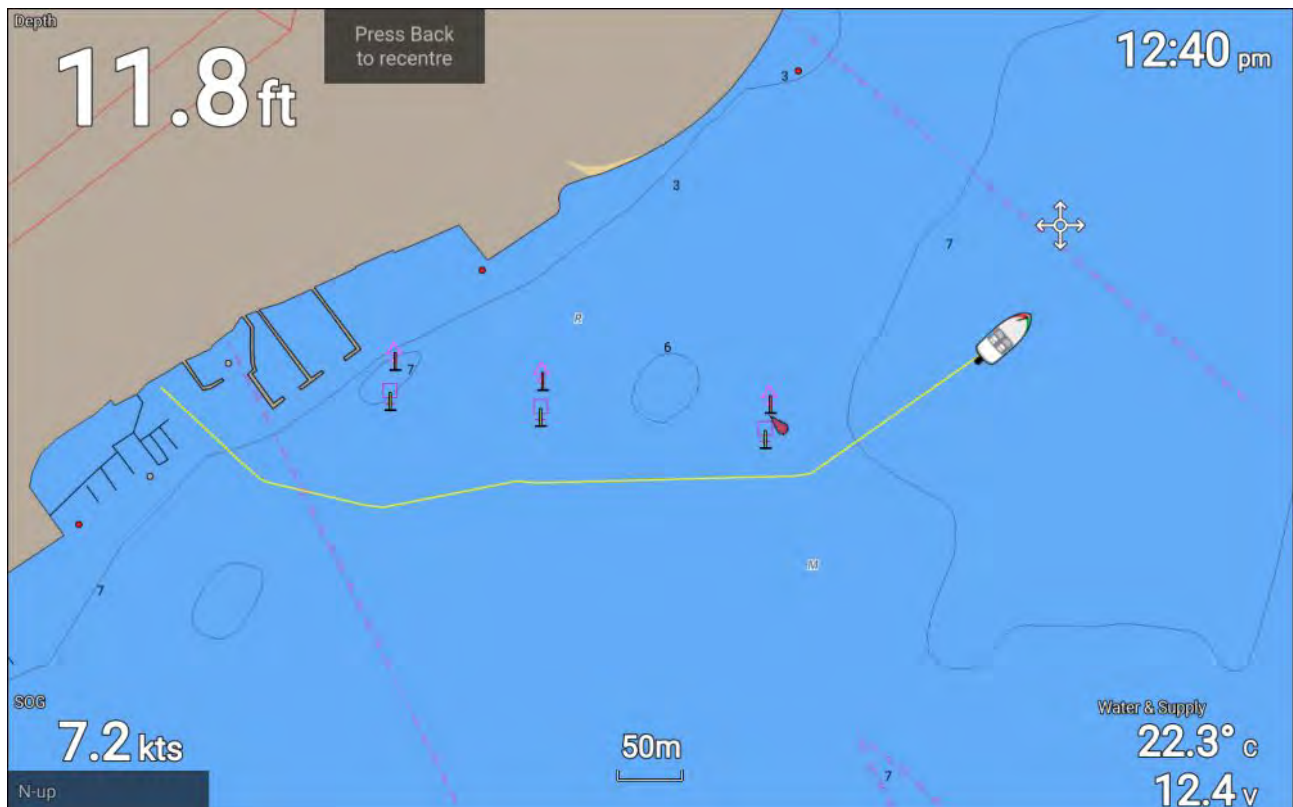 Depth
11.8 ft
Press Back
to recentre
12:40 pm
3
3
7
R
6
7
M
7
SOG
7.2 kts
50m
Water & Supply
22.3° c
12.4 v
7
N-up